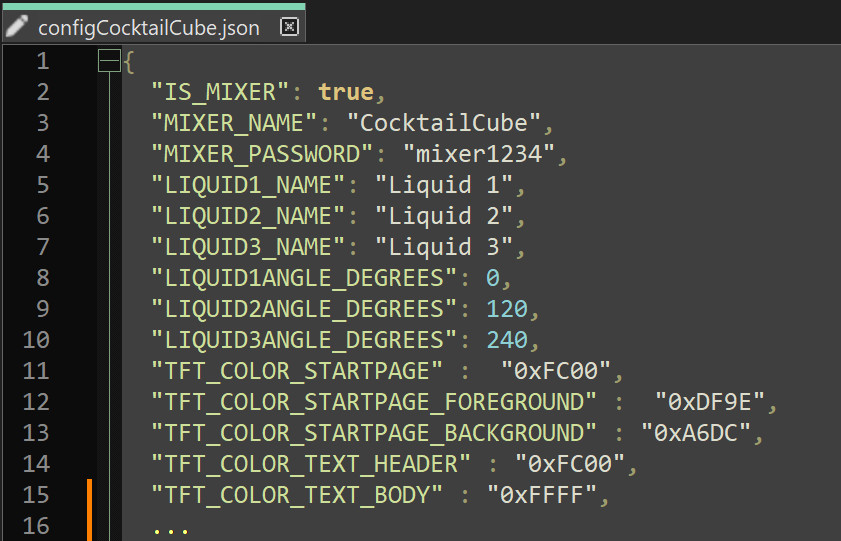 configCocktailCube.json
1 {
2 "IS_MIXER": true,
3 "MIXER_NAME": "CocktailCube",
4 "MIXER_PASSWORD": "mixer1234",
5 "LIQUID1_NAME": "Liquid 1",
6 "LIQUID2_NAME": "Liquid 2",
7 "LIQUID3_NAME": "Liquid 3",
8 "LIQUID1ANGLE_DEGREES": 0,
9 "LIQUID2ANGLE_DEGREES": 120,
10 "LIQUID3ANGLE_DEGREES": 240,
11 "TFT_COLOR_STARTPAGE" :  "0xFC00",
12 "TFT_COLOR_STARTPAGE_FOREGROUND" :  "0xDF9E",
13 "TFT_COLOR_STARTPAGE_BACKGROUND" : "0xA6DC",
14 "TFT_COLOR_TEXT_HEADER" : "0xFC00",
15 "TFT_COLOR_TEXT_BODY" : "0xFFFF",
16 ...